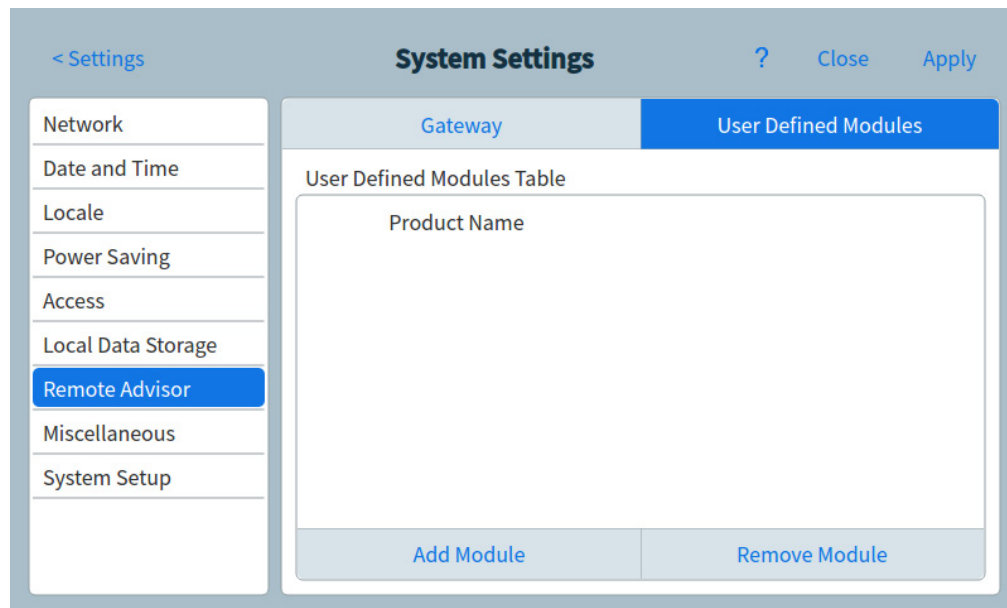 < Settings
System Settings
?
Close
Apply
Network
Date and Time
Locale
Power Saving
Access
Local Data Storage
Remote Advisor
Miscellaneous
System Setup
Gateway
User Defined Modules
User Defined Modules Table
Product Name
Add Module
Remove Module